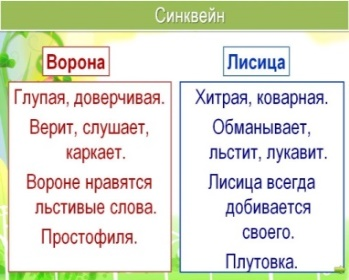 Синквейн
Ворона
Глупая, доверчивая.
Верит, слушает,
каркает.
Вороне нравятся
льстивые слова.
Простофиля.
Лисица
Хитрая, коварная.
Обманывает,
льстит, лукавит.
Лисица всегда
добивается
своего.
Плутовка.